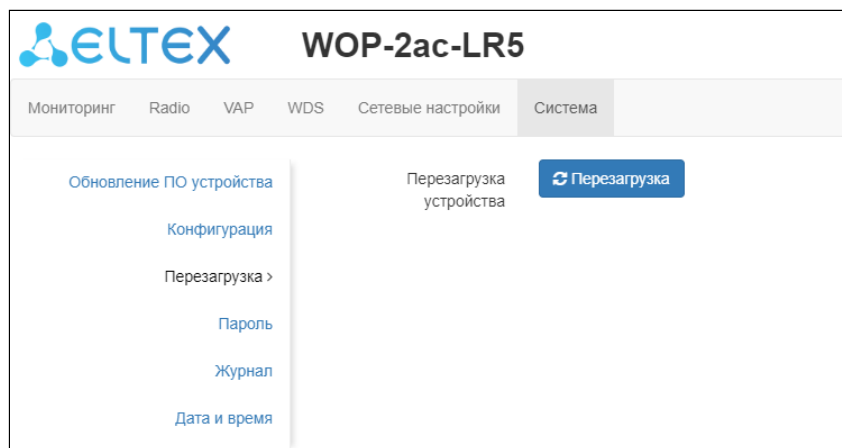 ELTEX WOP-2ac-LR5
Мониторинг Radio VAP WDS Сетевые настройки Система
Обновление ПО устройства
Конфигурация
Перезагрузка >
Пароль
Журнал
Дата и время
Перезагрузка
устройства
Перезагрузка